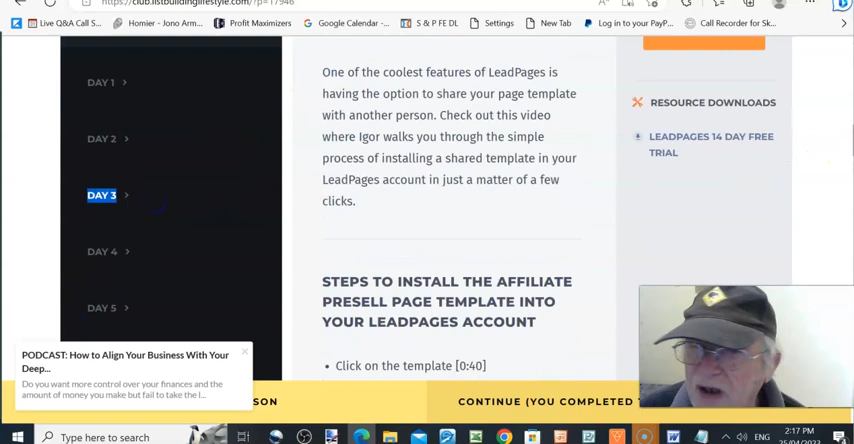 https://club.listbuildinglifestyle.com/?p=17946
Live Q&A Call S... Homier - Jono Arm... Profit Maximizers Google Calendar -... S & P FE DL Settings New Tab Log in to your PayP... Call Recorder for Sk...
DAY 1
DAY 2
DAY 3
DAY 4
DAY 5
One of the coolest features of LeadPages is
having the option to share your page template
with another person. Check out this video
where Igor walks you through the simple
process of installing a shared template in your
LeadPages account in just a matter of a few
clicks.
STEPS TO INSTALL THE AFFILIATE
PRESELL PAGE TEMPLATE INTO
YOUR LEADPAGES ACCOUNT
• Click on the template [0:40]
RESOURCE DOWNLOADS
LEADPAGES 14 DAY FREE
TRIAL
PODCAST: How to Align Your Business With Your
Deep...
Do you want more control over your finances and the
amount of money you make but fail to take the l...
SON
CONTINUE (YOU COMPLETED
Type here to search
ENG
2:17 PM
25/04/2023